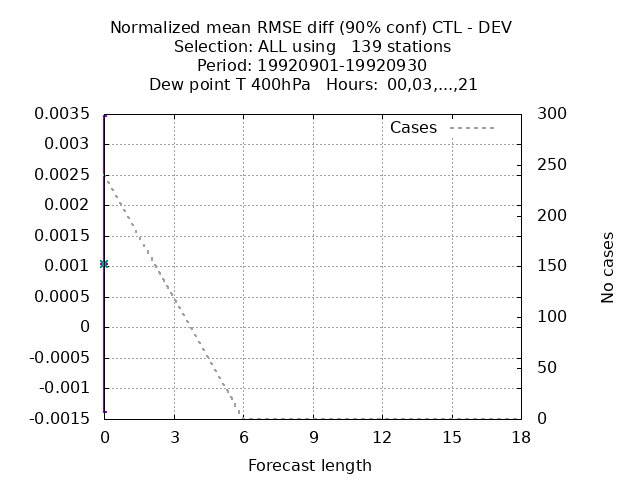 Normalized mean RMSE diff (90% conf) CTL - DEV
Selection: ALL using   139 stations
Period: 19920901-19920930
Dew point T 400hPa   Hours: 00,03,...,21
0.0035
0.003
0.0025
0.002
0.0015
0.001
0.0005
0
-0.0005
-0.001
-0.0015
Cases
300
250
200
150
100
50
0
No cases
0 3 6 9 12 15 18
Forecast length